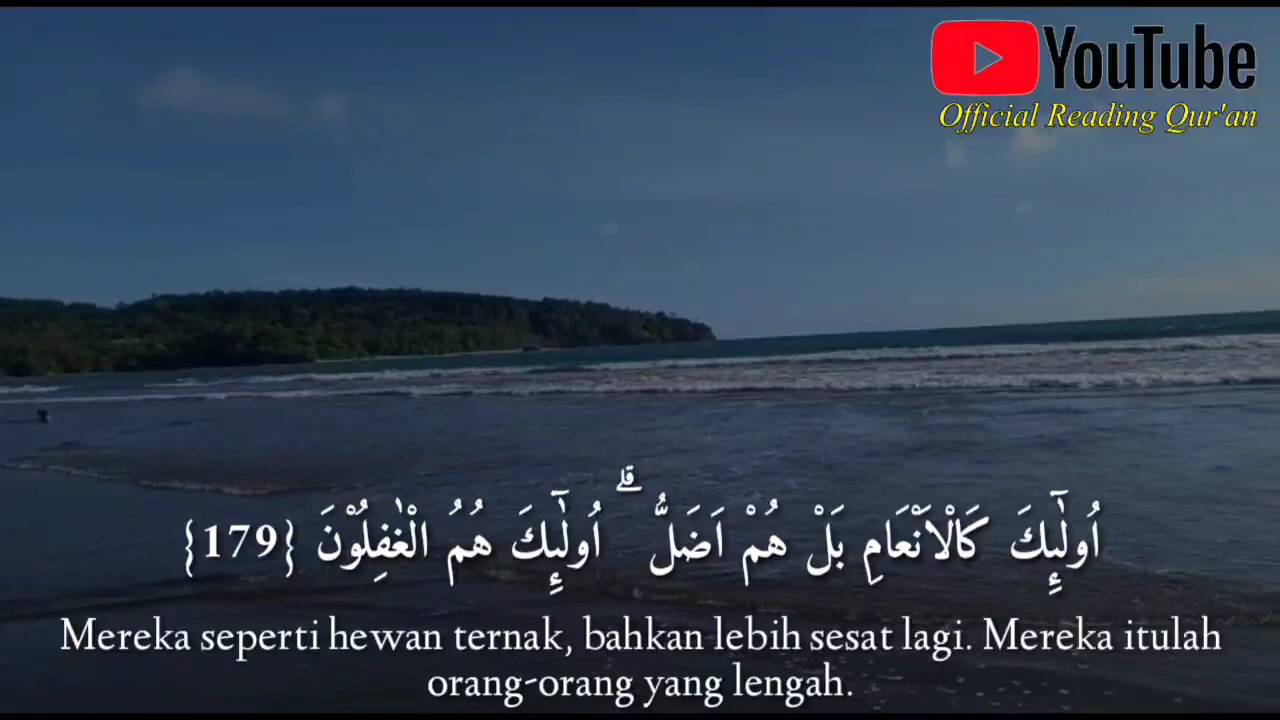 YouTube
Official Reading Qur'an
اُولٰۤىِٕكَ كَالْاَنْعَامِ بَلْ هُمْ اَضَلُّ ۗ اُولٰۤىِٕكَ هُمُ الْغٰفِلُوْنَ {179}
Mereka seperti hewan ternak, bahkan lebih sesat lagi. Mereka itulah
orang-orang yang lengah.